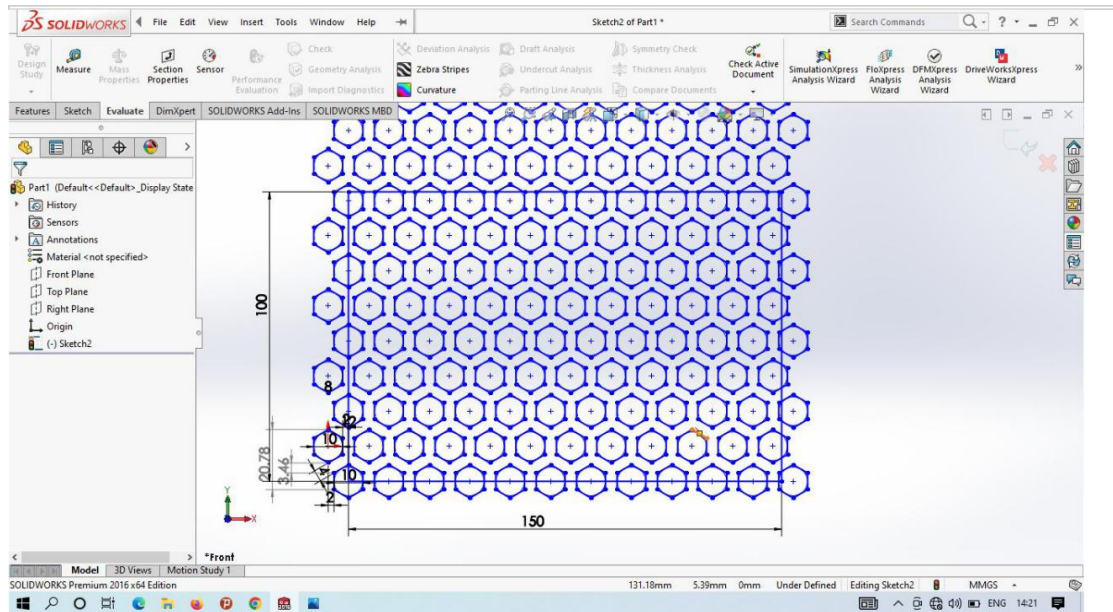 SOLIDWORKS File Edit View Insert Tools Window Help Sketch2 of Part1 * Search Commands ?
Design Study Measure Mass Properties Section Properties Sensor Performance Evaluation Check Geometry Analysis Import Diagnostics Deviation Analysis Zebra Stripes Curvature Draft Analysis Undercut Analysis Parting Line Analysis Symmetry Check Thickness Analysis Compare Documents Check Active Document SimulationXpress Analysis Wizard FloXpress Analysis Wizard DFMXpress Analysis Wizard DriveWorksXpress Wizard
Features Sketch Evaluate DimXpert SOLIDWORKS Add-Ins SOLIDWORKS MBD
Part1 (Default<<Default>_Display State
History
Sensors
Annotations
Material <not specified>
Front Plane
Top Plane
Right Plane
Origin
(-) Sketch2
100
8
10
20.78
3.46
10
2
150
Y
X
*Front
Model 3D Views Motion Study 1
SOLIDWORKS Premium 2016 x64 Edition 131.18mm 5.39mm 0mm Under Defined Editing Sketch2 MMGS
ENG 14:21